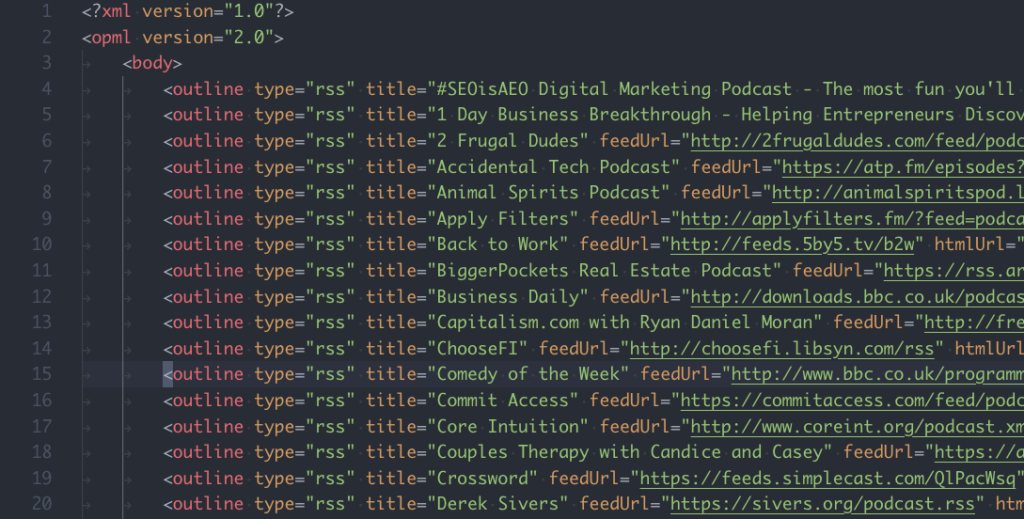 1 <?xml version="1.0"?>
2 <opml version="2.0">
3 <body>
4 <outline type="rss" title="#SEOisAEO Digital Marketing Podcast - The most fun you'll
5 <outline type="rss" title="1 Day Business Breakthrough - Helping Entrepreneurs Discov
6 <outline type="rss" title="2 Frugal Dudes" feedUrl="http://2frugaldudes.com/feed/podc
7 <outline type="rss" title="Accidental Tech Podcast" feedUrl="https://atp.fm/episodes?
8 <outline type="rss" title="Animal Spirits Podcast" feedUrl="http://animalspiritspod.l
9 <outline type="rss" title="Apply Filters" feedUrl="http://applyfilters.fm/?feed=podca
10 <outline type="rss" title="Back to Work" feedUrl="http://feeds.5by5.tv/b2w" htmlUrl="
11 <outline type="rss" title="BiggerPockets Real Estate Podcast" feedUrl="https://rss.ar
12 <outline type="rss" title="Business Daily" feedUrl="http://downloads.bbc.co.uk/podcas
13 <outline type="rss" title="Capitalism.com with Ryan Daniel Moran" feedUrl="http://fre
14 <outline type="rss" title="ChooseFI" feedUrl="http://choosefi.libsyn.com/rss" htmlUrl
15 <outline type="rss" title="Comedy of the Week" feedUrl="http://www.bbc.co.uk/programm
16 <outline type="rss" title="Commit Access" feedUrl="https://commitaccess.com/feed/podc
17 <outline type="rss" title="Core Intuition" feedUrl="http://www.coreint.org/podcast.xm
18 <outline type="rss" title="Couples Therapy with Candice and Casey" feedUrl="https://a
19 <outline type="rss" title="Crossword" feedUrl="https://feeds.simplecast.com/QlPacWsq"
20 <outline type="rss" title="Derek Sivers" feedUrl="https://sivers.org/podcast.rss" htm